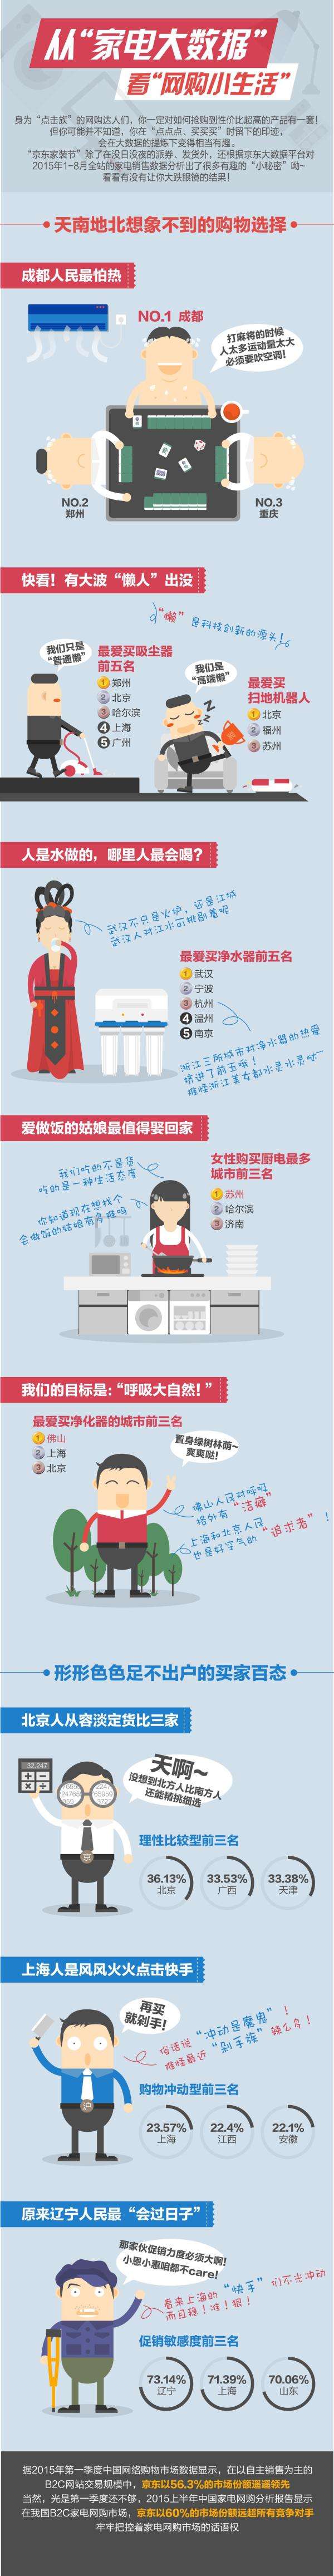 从“家电大数据”
看“网购小生活”
身为“点击族”的网购达人们，你一定对如何抢购到性价比超高的产品有一套！
但你可能并不知道，你在“点点点、买买买”时留下的印迹，
会在大数据的提炼下变得相当有趣。
“京东家装节”除了在没日没夜的派券、发货外，还根据京东大数据平台对
2015年1-8月全站的家电销售数据分析出了很多有趣的“小秘密”呦~
看看有没有让你大跌眼镜的结果！
天南地北想象不到的购物选择
成都人民最怕热
NO.1 成都
打麻将的时候
人太多运动量太大
必须要吹空调！
NO.2
郑州
NO.3
重庆
快看！有大波“懒人”出没
“懒”是科技创新的源头！
我们只是
“普通懒”
最爱买吸尘器
前五名
1 郑州
2 北京
3 哈尔滨
4 上海
5 广州
我们是
“高端懒”
最爱买
扫地机器人
1 北京
2 福州
3 苏州
人是水做的，哪里人最会喝？
武汉不只是火炉，还是江城
武汉人对江水可挑剔着呢
最爱买净水器前五名
1 武汉
2 宁波
3 杭州
4 温州
5 南京
浙江三所城市对净水器的热爱
挤进了前五哦！
难怪浙江美女都水灵水灵哒~
爱做饭的姑娘最值得娶回家
我们吃的不是货
吃的是一种生活态度
你知道现在想找个
会做饭的姑娘有多难吗
女性购买厨电最多
城市前三名
1 苏州
2 哈尔滨
3 济南
我们的目标是：“呼吸大自然！”
最爱买净化器的城市前三名
1 佛山
2 上海
3 北京
置身绿树林荫~
爽爽哒！
佛山人民对呼吸
格外有“洁癖”
上海和北京人民
也是好空气的“追求者”！
形形色色足不出户的买家百态
北京人从容淡定货比三家
32,247
天啊~
没想到北方人比南方人
还能精挑细选
京
理性比较型前三名
36.13%
北京
33.53%
广西
33.38%
天津
上海人是风风火火点击快手
再买
就剁手！
俗话说“冲动是魔鬼”！
难怪最近“剁手族”辣么多！
沪
购物冲动型前三名
23.57%
上海
22.4%
江西
22.1%
安徽
原来辽宁人民最“会过日子”
那家伙促销力度必须大啊！
小恩小惠咱都不care！
看来上海的“快手”们不光冲动
而且稳！准！狠！
促销敏感度前三名
73.14%
辽宁
71.39%
上海
70.06%
山东
据2015年第一季度中国网络购物市场数据显示，在以自主销售为主的
B2C网站交易规模中，京东以56.3%的市场份额遥遥领先
当然，光是第一季度还不够，2015上半年中国家电网购分析报告显示
在我国B2C家电网购市场，京东以60%的市场份额远超所有竞争对手
牢牢把控着家电网购市场的话语权